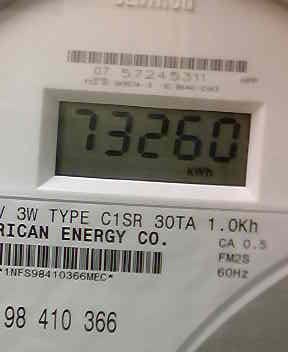 07 57245311
73260
kWh
V 3W TYPE C1SR 30TA 1.0Kh
RICAN ENERGY CO.
CA 0.5
FM2S
*1NFS98410366MEC*
60Hz
98 410 366